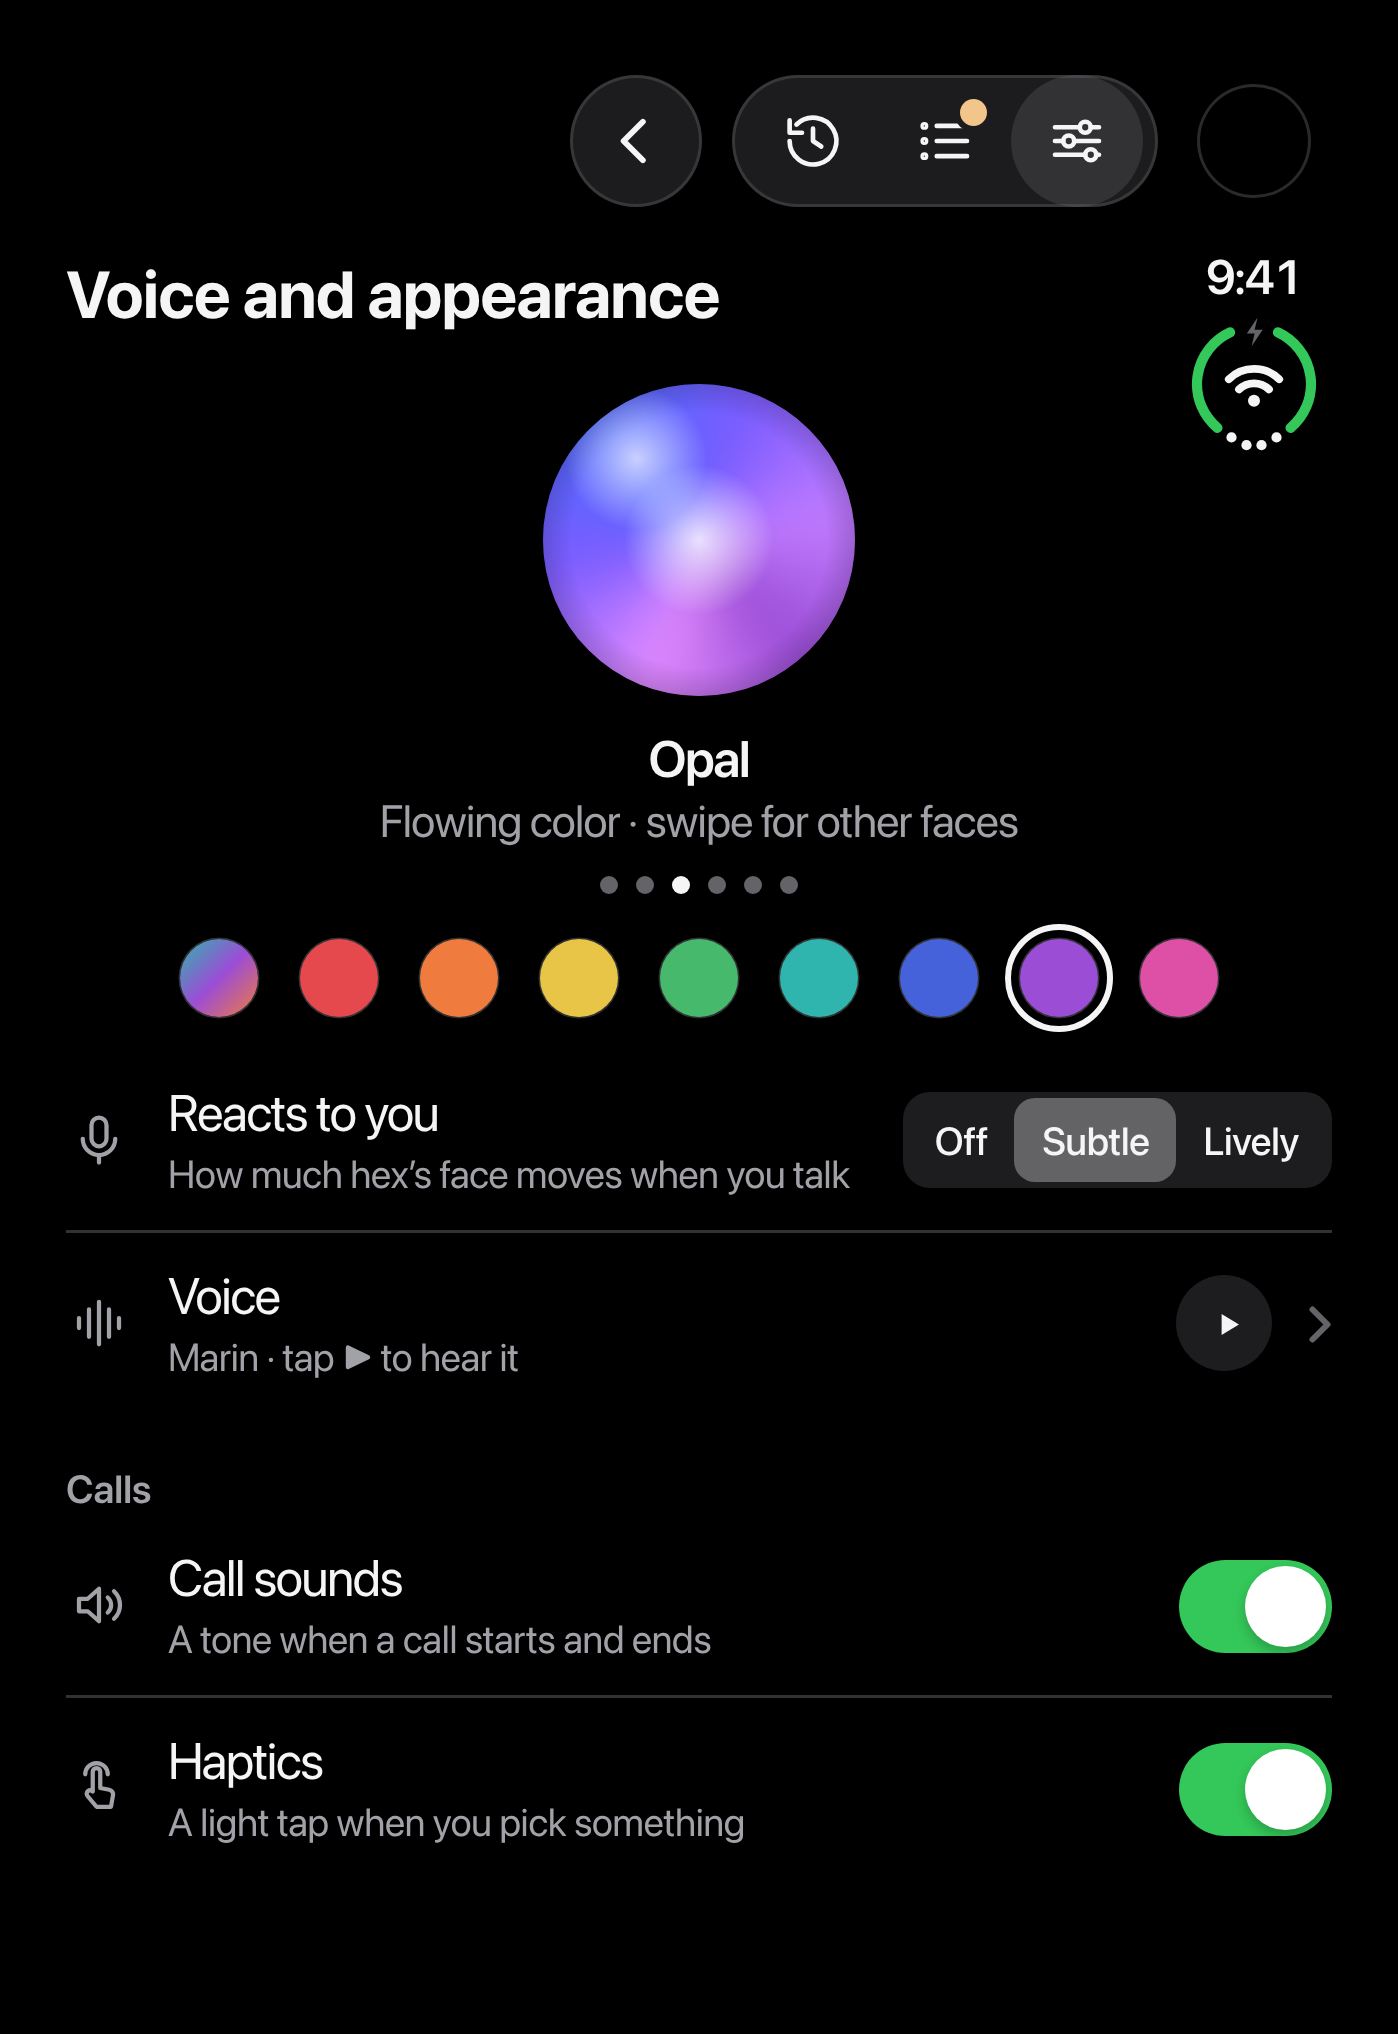 9:41
Voice and appearance
Opal
Flowing color · swipe for other faces
Reacts to you
How much hex’s face moves when you talk
Off Subtle Lively
Voice
Marin · tap ▶ to hear it
Calls
Call sounds
A tone when a call starts and ends
Haptics
A light tap when you pick something